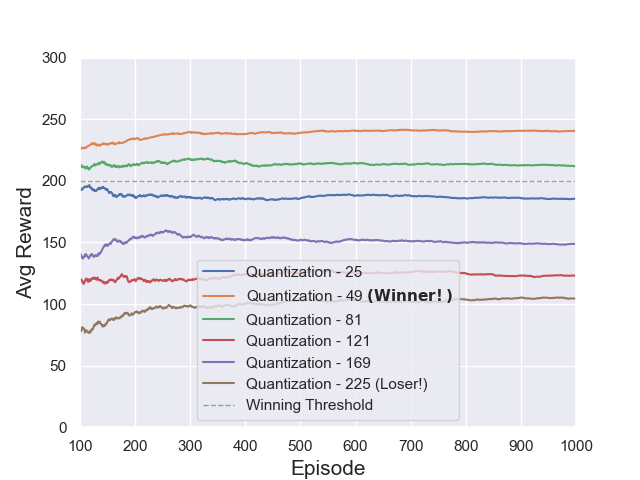 300
250
200
150
100
50
0
Avg Reward
Quantization - 25
Quantization - 49 (Winner! )
Quantization - 81
Quantization - 121
Quantization - 169
Quantization - 225 (Loser!)
Winning Threshold
100 200 300 400 500 600 700 800 900 1000
Episode